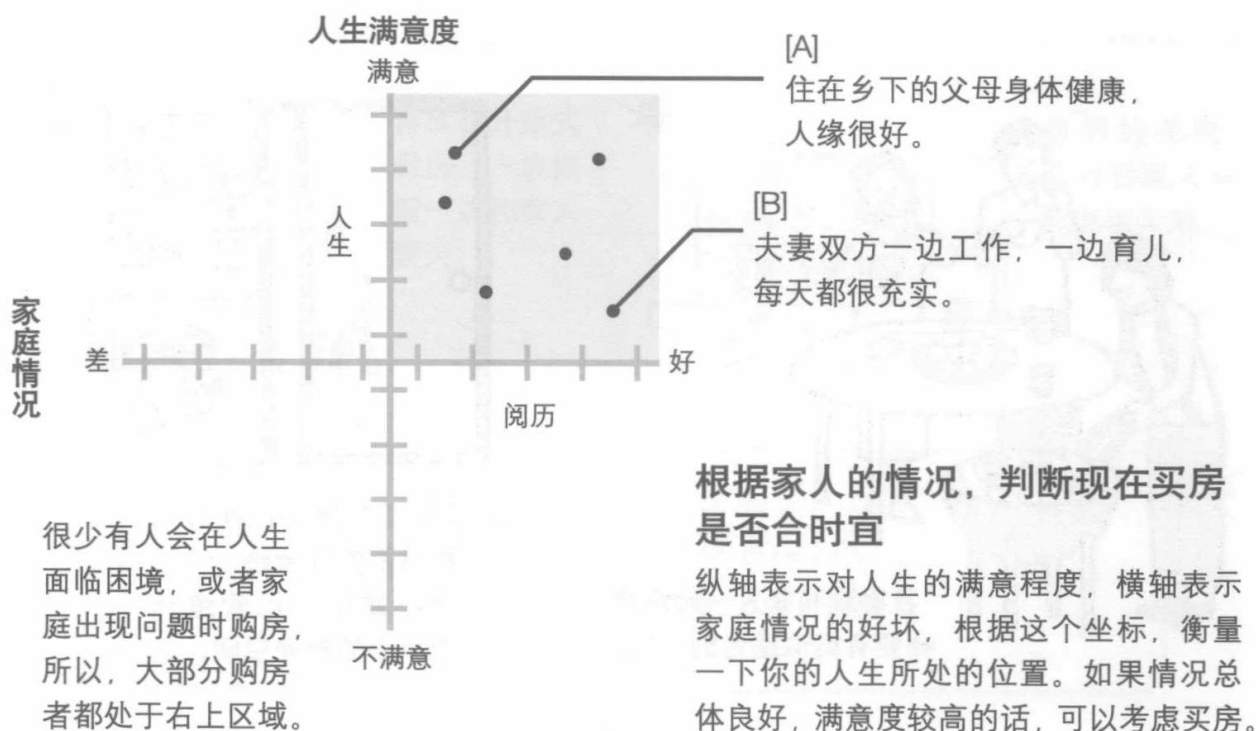 人生满意度
满意
[A]
住在乡下的父母身体健康，
人缘很好。
人生
[B]
夫妻双方一边工作，一边育儿，
每天都很充实。
家庭情况
差
好
阅历
不满意
很少有人会在人生
面临困境，或者家
庭出现问题时购房，
所以，大部分购房
者都处于右上区域。
根据家人的情况，判断现在买房
是否合时宜
纵轴表示对人生的满意程度，横轴表示
家庭情况的好坏，根据这个坐标，衡量
一下你的人生所处的位置。如果情况总
体良好，满意度较高的话，可以考虑买房。